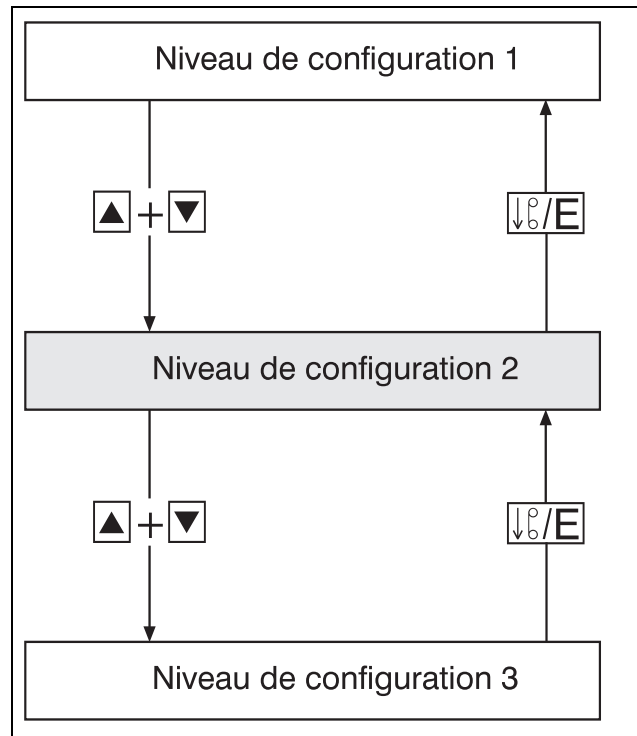 Niveau de configuration 1
▲ + ▼
/E
Niveau de configuration 2
▲ + ▼
/E
Niveau de configuration 3